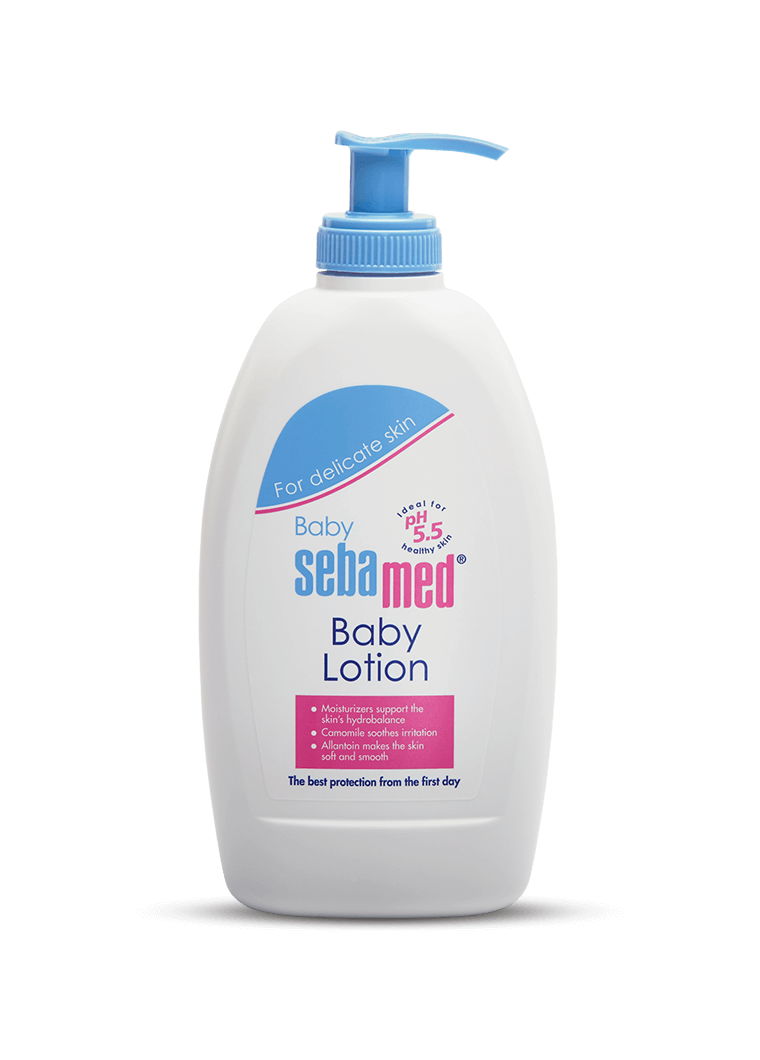 For delicate skin
Baby
Ideal for
pH
5.5
healthy skin
sebamed®
Baby
Lotion
• Moisturizers support the
skin's hydrobalance
• Camomile soothes irritation
• Allantoin makes the skin
soft and smooth
The best protection from the first day